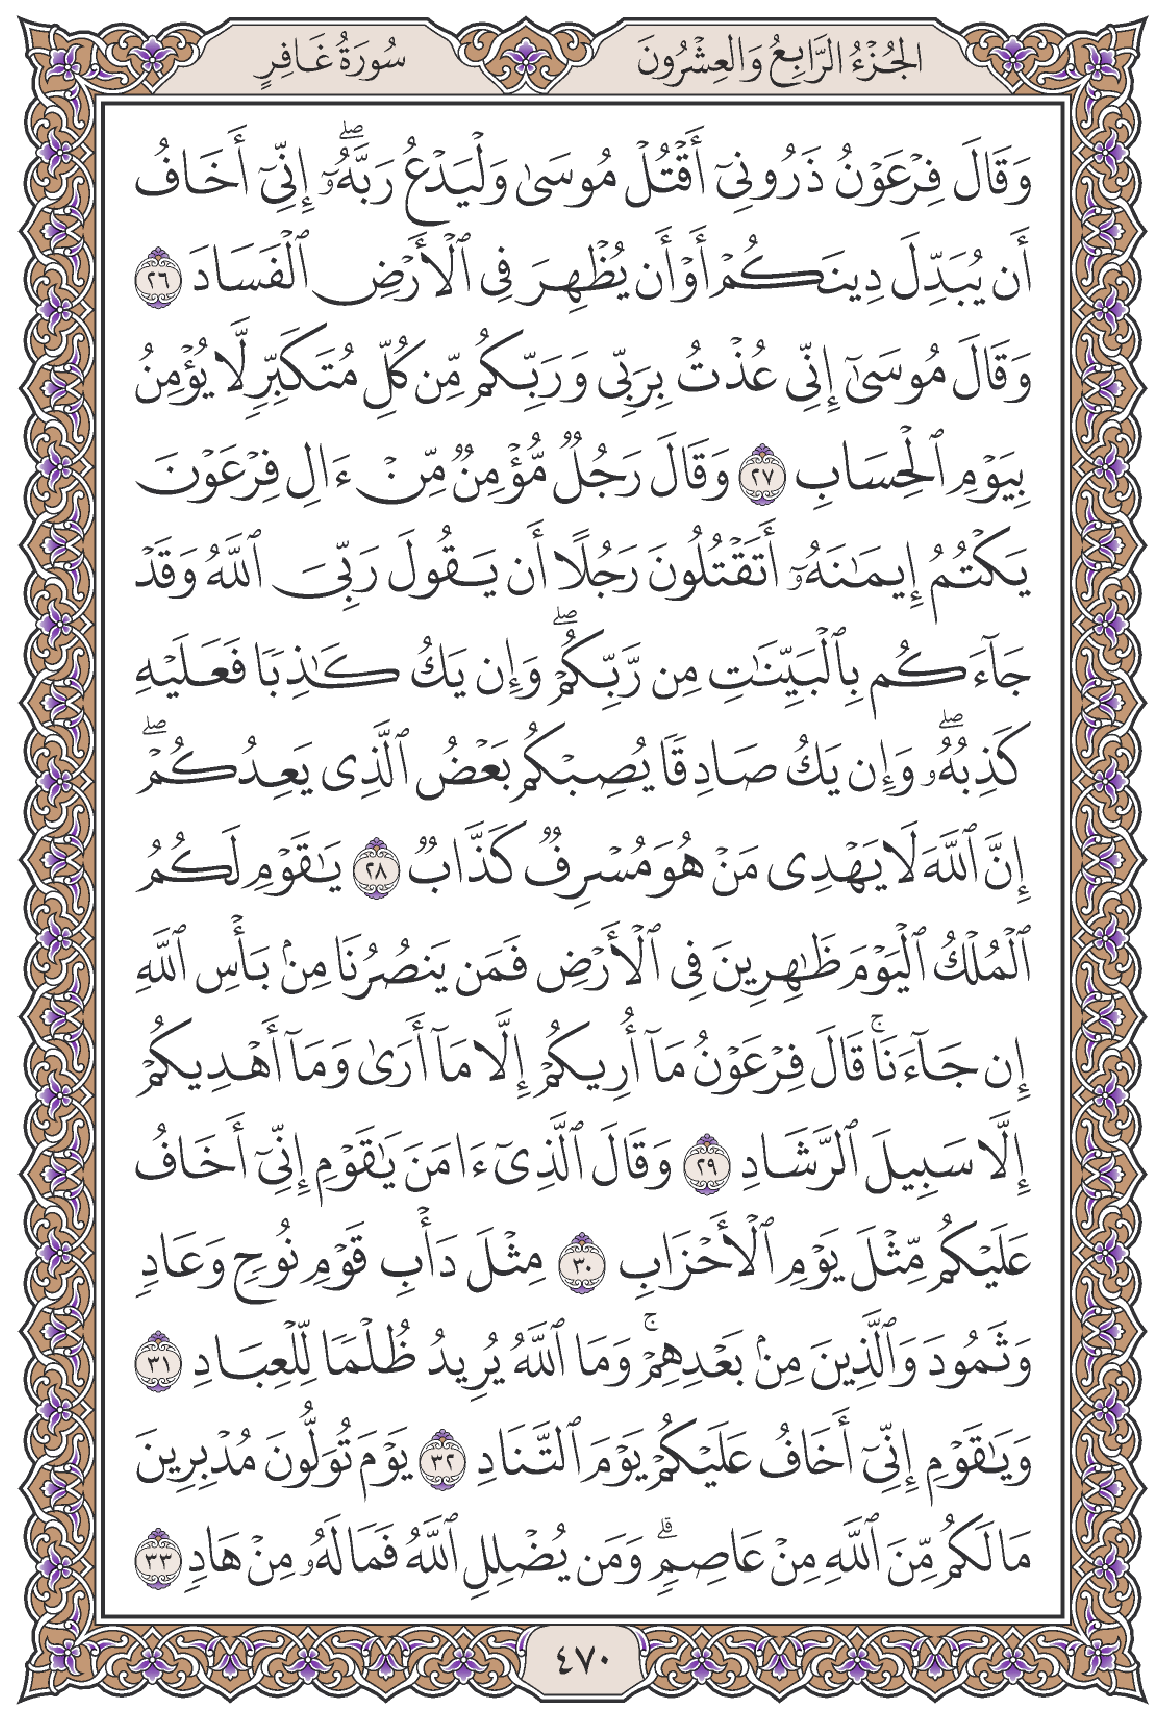 الجُزْءُ الرَّابِعُ وَالعِشْرُونَ
سُورَةُ غَافِرٍ
وَقَالَ فِرْعَوْنُ ذَرُونِىٓ أَقْتُلْ مُوسَىٰ وَلْيَدْعُ رَبَّهُۥٓۖ إِنِّىٓ أَخَافُ
أَن يُبَدِّلَ دِينَكُمْ أَوْ أَن يُظْهِرَ فِى ٱلْأَرْضِ ٱلْفَسَادَ ٢٦
وَقَالَ مُوسَىٰٓ إِنِّى عُذْتُ بِرَبِّى وَرَبِّكُم مِّن كُلِّ مُتَكَبِّرٍ لَّا يُؤْمِنُ
بِيَوْمِ ٱلْحِسَابِ ٢٧ وَقَالَ رَجُلٌ مُّؤْمِنٌ مِّنْ ءَالِ فِرْعَوْنَ
يَكْتُمُ إِيمَـٰنَهُۥٓ أَتَقْتُلُونَ رَجُلًا أَن يَقُولَ رَبِّىَ ٱللَّهُ وَقَدْ
جَآءَكُم بِٱلْبَيِّنَـٰتِ مِن رَّبِّكُمْۖ وَإِن يَكُ كَـٰذِبًا فَعَلَيْهِ
كَذِبُهُۥۖ وَإِن يَكُ صَادِقًا يُصِبْكُم بَعْضُ ٱلَّذِى يَعِدُكُمْۖ
إِنَّ ٱللَّهَ لَا يَهْدِى مَنْ هُوَ مُسْرِفٌ كَذَّابٌ ٢٨ يَـٰقَوْمِ لَكُمُ
ٱلْمُلْكُ ٱلْيَوْمَ ظَـٰهِرِينَ فِى ٱلْأَرْضِ فَمَن يَنصُرُنَا مِنۢ بَأْسِ ٱللَّهِ
إِن جَآءَنَاۚ قَالَ فِرْعَوْنُ مَآ أُرِيكُمْ إِلَّا مَآ أَرَىٰ وَمَآ أَهْدِيكُمْ
إِلَّا سَبِيلَ ٱلرَّشَادِ ٢٩ وَقَالَ ٱلَّذِىٓ ءَامَنَ يَـٰقَوْمِ إِنِّىٓ أَخَافُ
عَلَيْكُم مِّثْلَ يَوْمِ ٱلْأَحْزَابِ ٣٠ مِثْلَ دَأْبِ قَوْمِ نُوحٍ وَعَادٍ
وَثَمُودَ وَٱلَّذِينَ مِنۢ بَعْدِهِمْۚ وَمَا ٱللَّهُ يُرِيدُ ظُلْمًا لِّلْعِبَادِ ٣١
وَيَـٰقَوْمِ إِنِّىٓ أَخَافُ عَلَيْكُمْ يَوْمَ ٱلتَّنَادِ ٣٢ يَوْمَ تُوَلُّونَ مُدْبِرِينَ
مَا لَكُم مِّنَ ٱللَّهِ مِنْ عَاصِمٍۗ وَمَن يُضْلِلِ ٱللَّهُ فَمَا لَهُۥ مِنْ هَادٍ ٣٣
٤٧٠